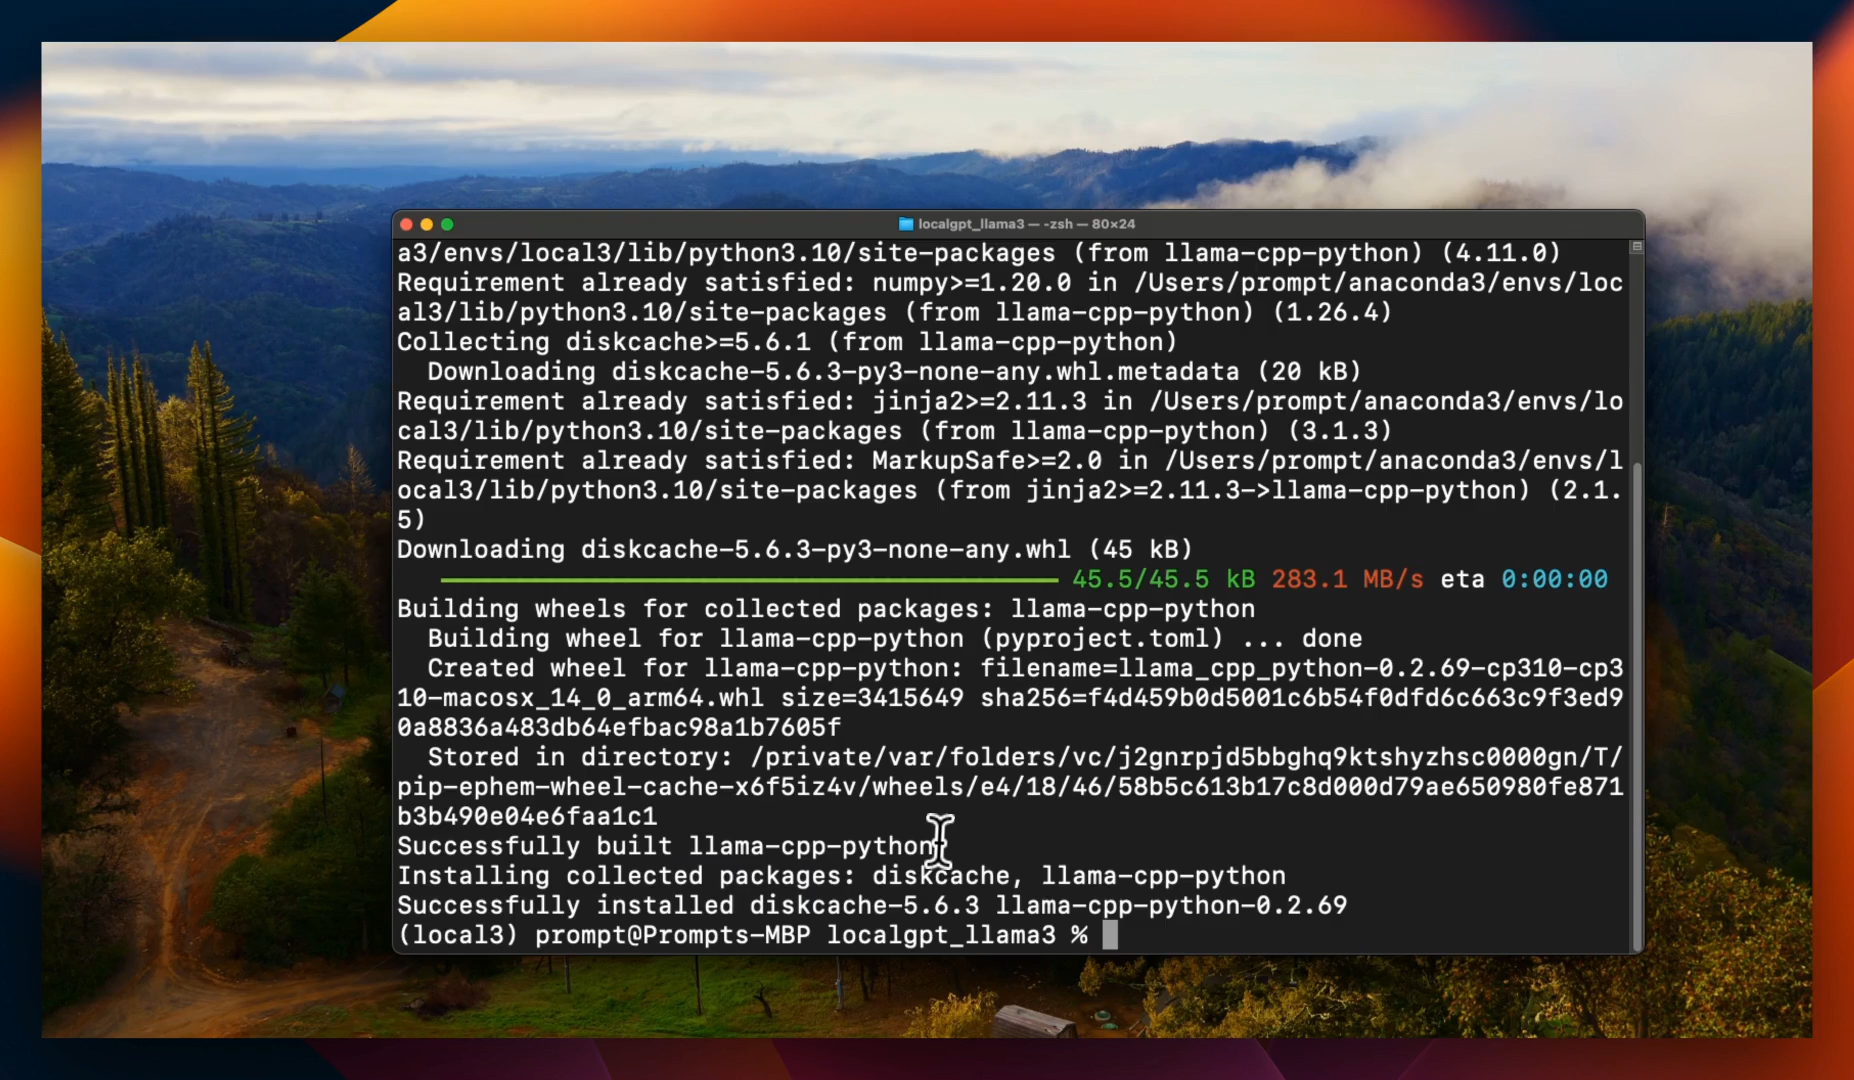 localgpt_llama3 — -zsh — 80×24
a3/envs/local3/lib/python3.10/site-packages (from llama-cpp-python) (4.11.0)
Requirement already satisfied: numpy>=1.20.0 in /Users/prompt/anaconda3/envs/loc
al3/lib/python3.10/site-packages (from llama-cpp-python) (1.26.4)
Collecting diskcache>=5.6.1 (from llama-cpp-python)
  Downloading diskcache-5.6.3-py3-none-any.whl.metadata (20 kB)
Requirement already satisfied: jinja2>=2.11.3 in /Users/prompt/anaconda3/envs/lo
cal3/lib/python3.10/site-packages (from llama-cpp-python) (3.1.3)
Requirement already satisfied: MarkupSafe>=2.0 in /Users/prompt/anaconda3/envs/l
ocal3/lib/python3.10/site-packages (from jinja2>=2.11.3->llama-cpp-python) (2.1.
5)
Downloading diskcache-5.6.3-py3-none-any.whl (45 kB)
45.5/45.5 kB 283.1 MB/s eta 0:00:00
Building wheels for collected packages: llama-cpp-python
  Building wheel for llama-cpp-python (pyproject.toml) ... done
  Created wheel for llama-cpp-python: filename=llama_cpp_python-0.2.69-cp310-cp3
10-macosx_14_0_arm64.whl size=3415649 sha256=f4d459b0d5001c6b54f0dfd6c663c9f3ed9
0a8836a483db64efbac98a1b7605f
  Stored in directory: /private/var/folders/vc/j2gnrpjd5bbghq9ktshyzhsc0000gn/T/
pip-ephem-wheel-cache-x6f5iz4v/wheels/e4/18/46/58b5c613b17c8d000d79ae650980fe871
b3b490e04e6faa1c1
Successfully built llama-cpp-python
Installing collected packages: diskcache, llama-cpp-python
Successfully installed diskcache-5.6.3 llama-cpp-python-0.2.69
(local3) prompt@Prompts-MBP localgpt_llama3 %